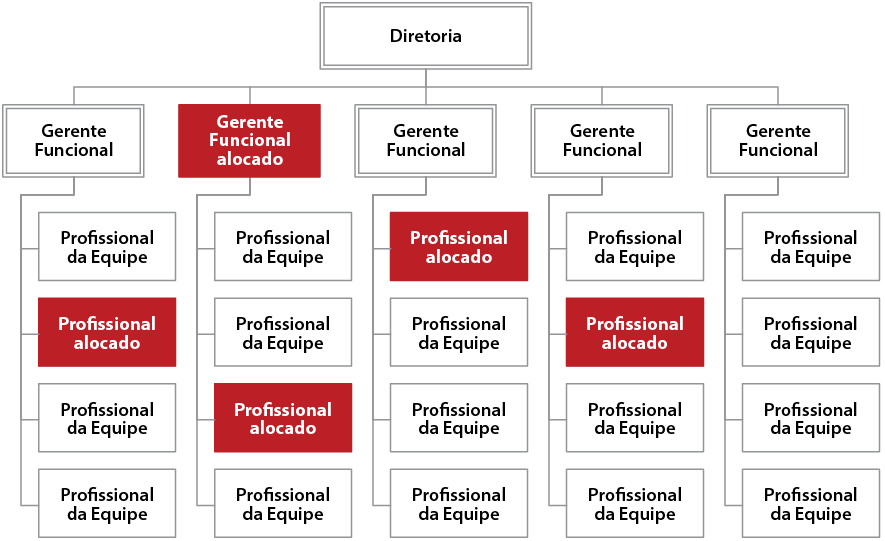 Diretoria
Gerente
Funcional
Gerente
Funcional
alocado
Gerente
Funcional
Gerente
Funcional
Gerente
Funcional
Profissional
da Equipe
Profissional
da Equipe
Profissional
alocado
Profissional
da Equipe
Profissional
da Equipe
Profissional
alocado
Profissional
da Equipe
Profissional
da Equipe
Profissional
alocado
Profissional
da Equipe
Profissional
da Equipe
Profissional
alocado
Profissional
da Equipe
Profissional
da Equipe
Profissional
da Equipe
Profissional
da Equipe
Profissional
da Equipe
Profissional
da Equipe
Profissional
da Equipe
Profissional
da Equipe